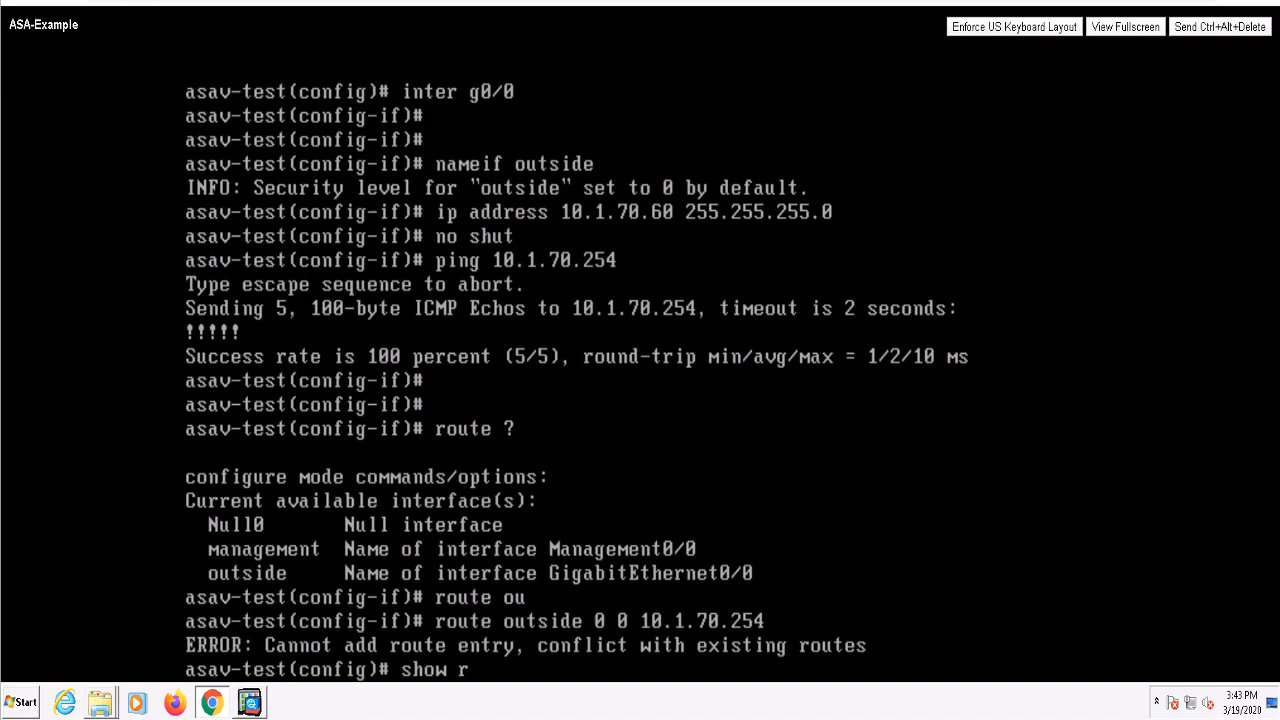 ASA-Example
Enforce US Keyboard Layout View Fullscreen Send Ctrl+Alt+Delete
asav-test(config)# inter g0/0
asav-test(config-if)#
asav-test(config-if)#
asav-test(config-if)# nameif outside
INFO: Security level for "outside" set to 0 by default.
asav-test(config-if)# ip address 10.1.70.60 255.255.255.0
asav-test(config-if)# no shut
asav-test(config-if)# ping 10.1.70.254
Type escape sequence to abort.
Sending 5, 100-byte ICMP Echos to 10.1.70.254, timeout is 2 seconds:
!!!!!
Success rate is 100 percent (5/5), round-trip min/avg/max = 1/2/10 ms
asav-test(config-if)#
asav-test(config-if)#
asav-test(config-if)# route ?
configure mode commands/options:
Current available interface(s):
Null0 Null interface
management Name of interface Management0/0
outside Name of interface GigabitEthernet0/0
asav-test(config-if)# route ou
asav-test(config-if)# route outside 0 0 10.1.70.254
ERROR: Cannot add route entry, conflict with existing routes
asav-test(config)# show r
Start
3:43 PM
3/19/2020